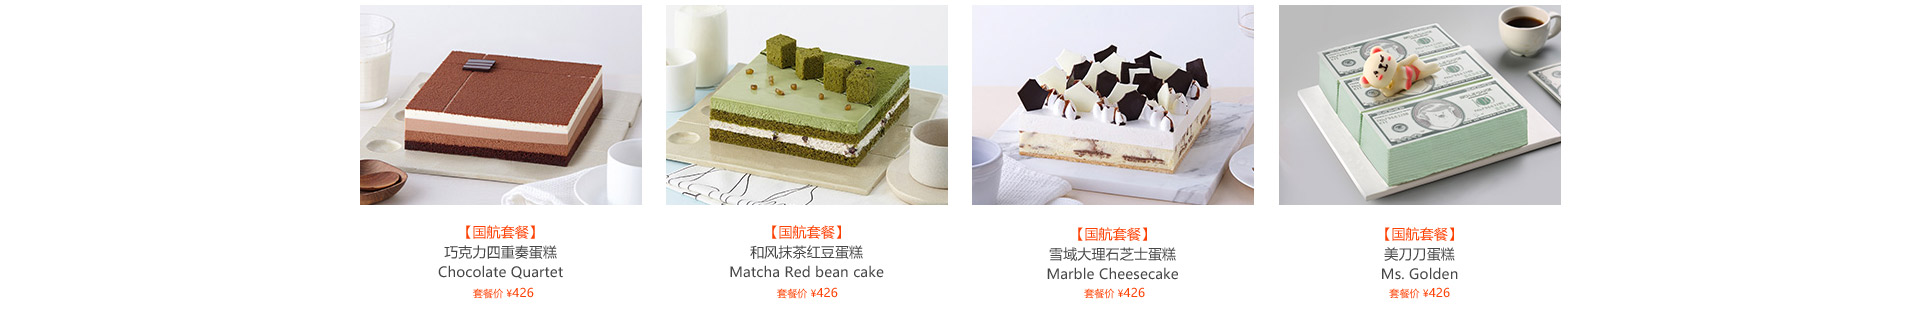 【国航套餐】
巧克力四重奏蛋糕
Chocolate Quartet
套餐价 ¥426
【国航套餐】
和风抹茶红豆蛋糕
Matcha Red bean cake
套餐价 ¥426
【国航套餐】
雪域大理石芝士蛋糕
Marble Cheesecake
套餐价 ¥426
【国航套餐】
美刀刀蛋糕
Ms. Golden
套餐价 ¥426